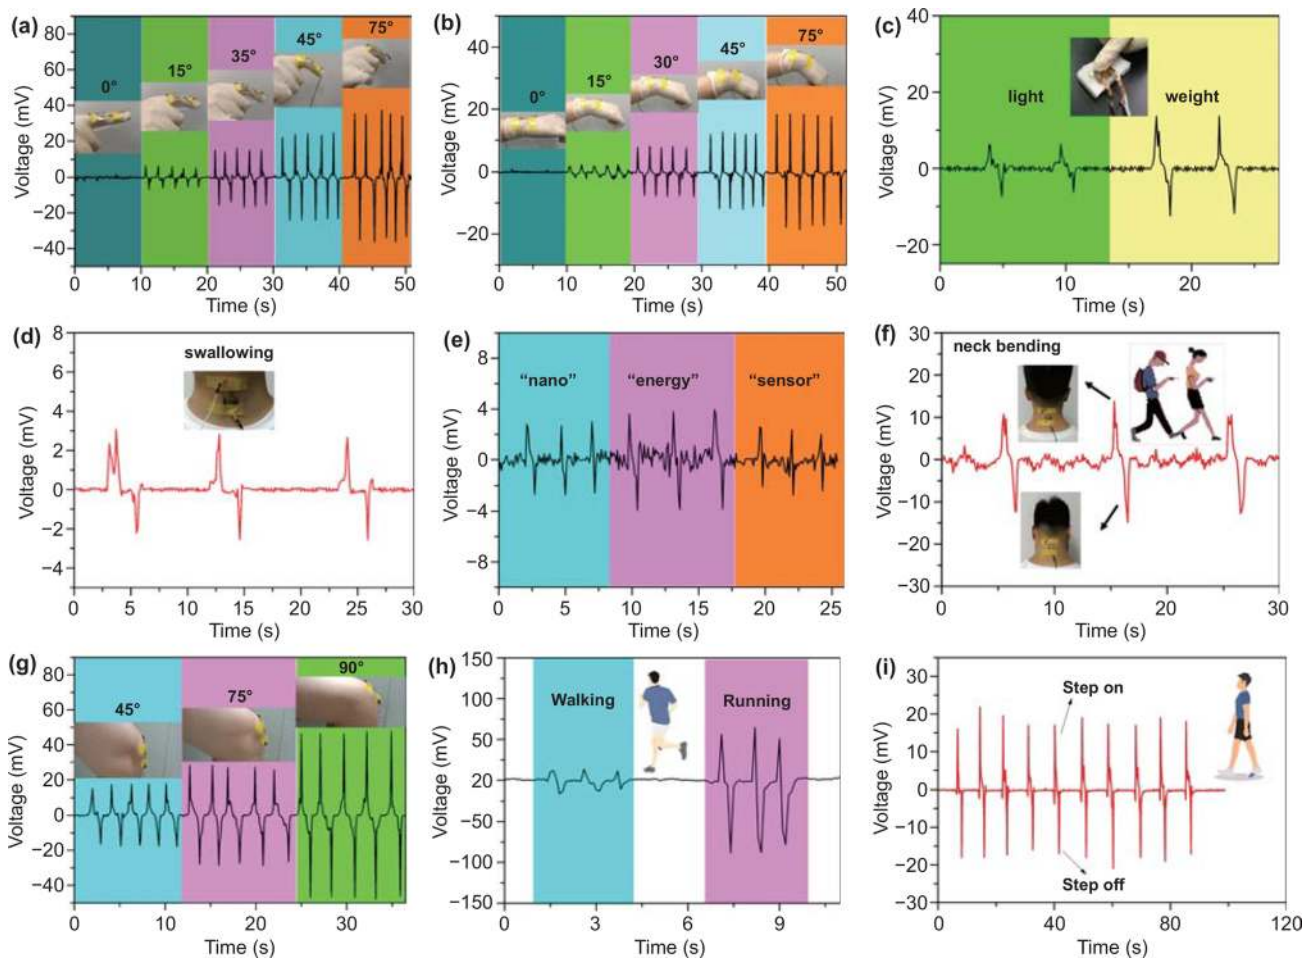 (a)
75°
45°
35°
15°
0°
80
60
40
20
0
−20
−40
Voltage (mV)
0 10 20 30 40 50
Time (s)
(b)
75°
45°
30°
15°
0°
40
20
0
−20
Voltage (mV)
0 10 20 30 40 50
Time (s)
(c)
light
weight
40
20
0
−20
Voltage (mV)
0 10 20
Time (s)
(d)
swallowing
8
6
4
2
0
−2
−4
Voltage (mV)
0 5 10 15 20 25 30
Time (s)
(e)
“nano” “energy” “sensor”
8
4
0
−4
−8
Voltage (mV)
0 5 10 15 20 25
Time (s)
(f)
neck bending
30
20
10
0
−10
−20
−30
Voltage (mV)
0 10 20 30
Time (s)
(g)
90°
75°
45°
80
60
40
20
0
−20
−40
Voltage (mV)
0 10 20 30
Time (s)
(h)
Walking
Running
150
100
50
20
−50
−100
−150
Voltage (mV)
0 3 6 9
Time (s)
(i)
Step on
Step off
30
20
10
0
−10
−20
−30
Voltage (mV)
0 20 40 60 80 100 120
Time (s)